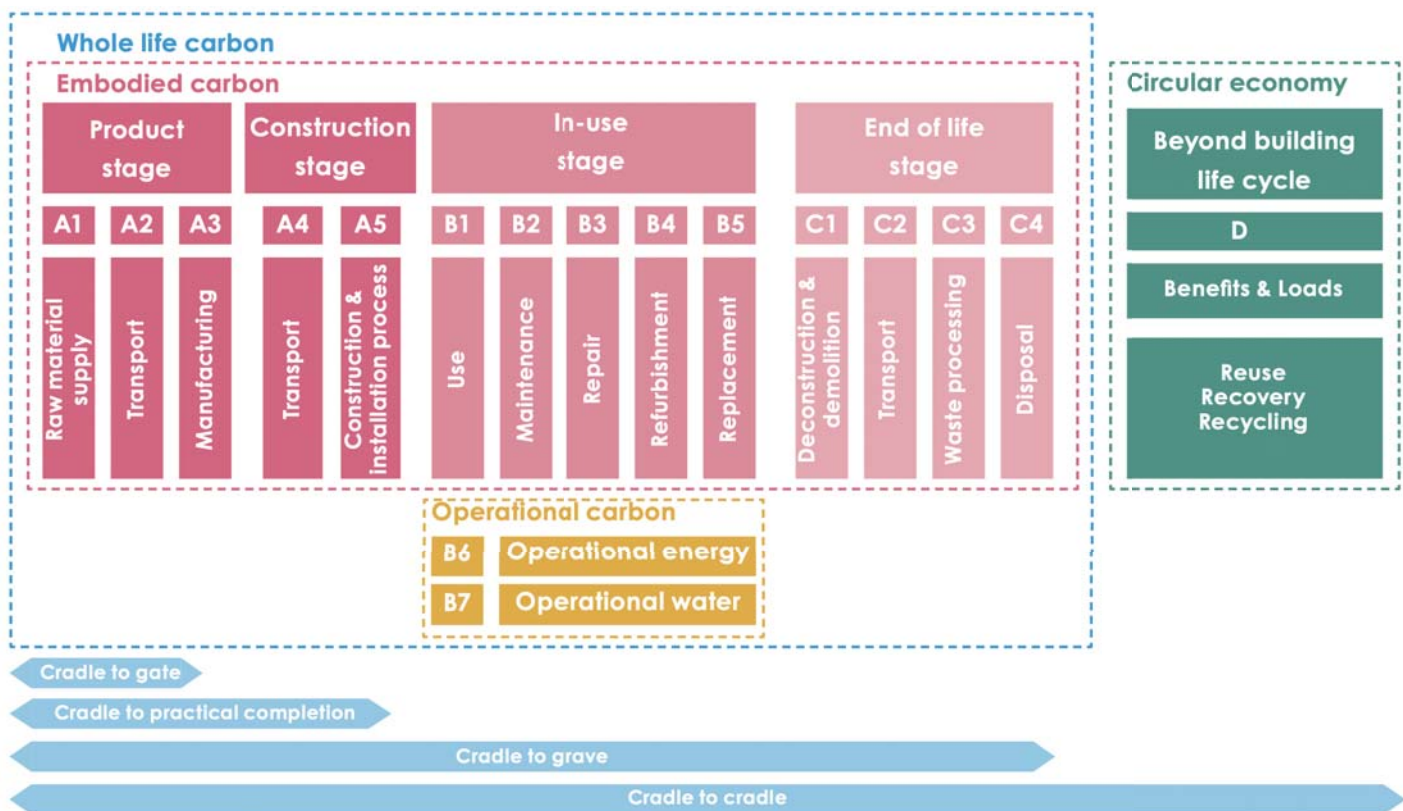 Whole life carbon
Embodied carbon
Circular economy
Product
stage
Construction
stage
In-use
stage
End of life
stage
Beyond building
life cycle
A1
A2
A3
A4
A5
B1
B2
B3
B4
B5
C1
C2
C3
C4
D
Raw material
supply
Transport
Manufacturing
Transport
Construction &
installation process
Use
Maintenance
Repair
Refurbishment
Replacement
Deconstruction &
demolition
Transport
Waste processing
Disposal
Benefits & Loads
Reuse
Recovery
Recycling
Operational carbon
B6
Operational energy
B7
Operational water
Cradle to gate
Cradle to practical completion
Cradle to grave
Cradle to cradle